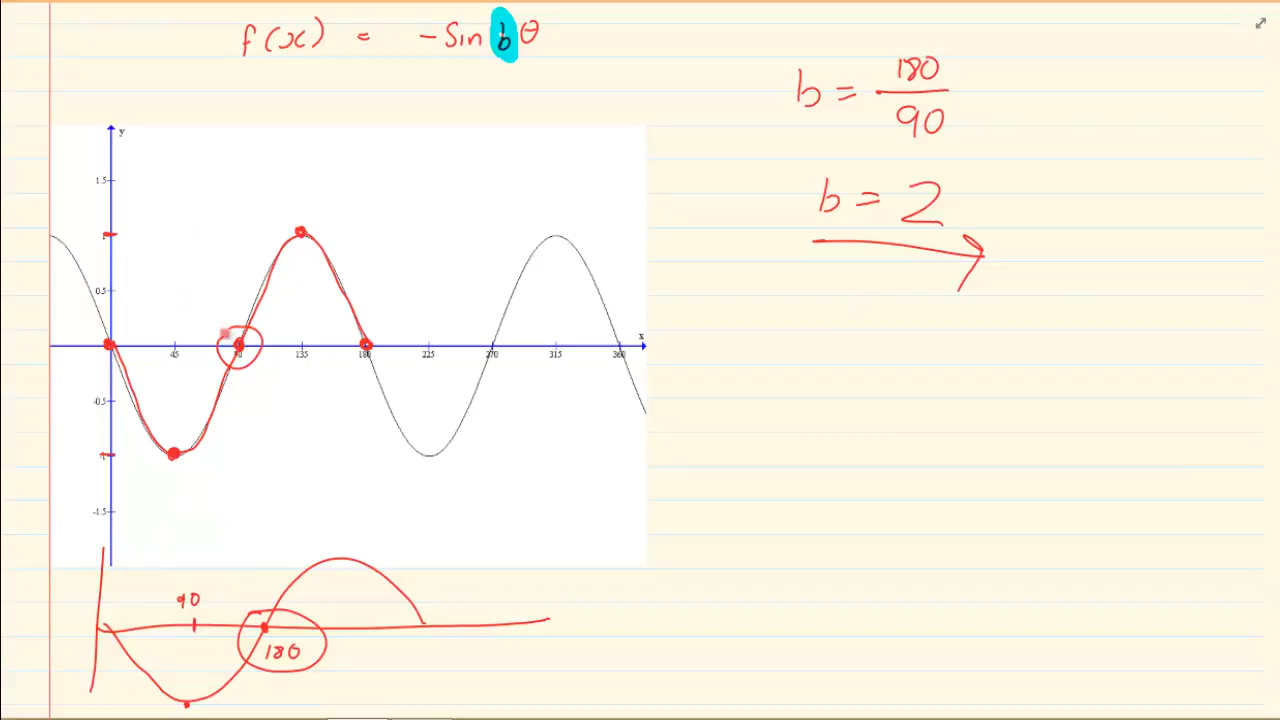 f(x) = -Sin bθ
b = 180
90
b = 2
y
1.5
1
0.5
x
45 90 135 180 225 270 315 360
-0.5
-1.5
90
180